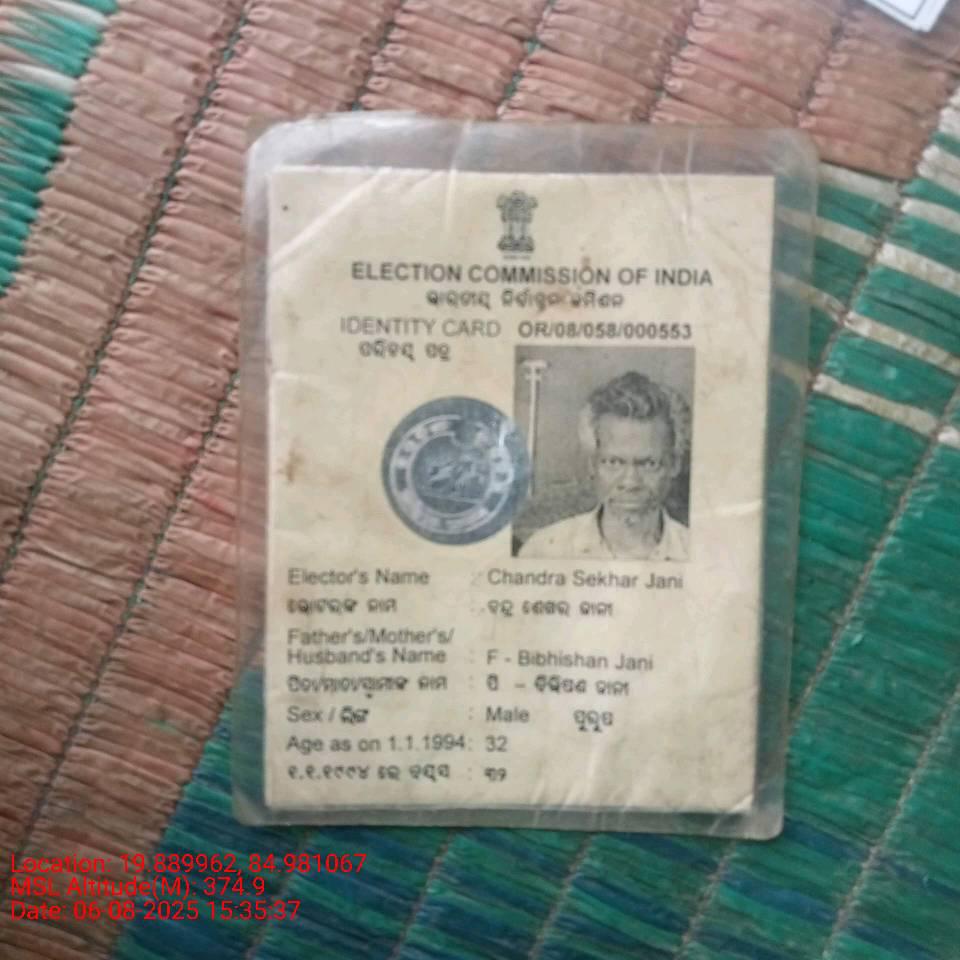 ELECTION COMMISSION OF INDIA
ଭାରତୀୟ ନିର୍ବାଚନ କମିଶନ
IDENTITY CARD OR/08/058/000553
ପରିଚୟ ପତ୍ର
Elector's Name : Chandra Sekhar Jani
ଭୋଟରଙ୍କ ନାମ : ଚନ୍ଦ୍ର ଶେଖର ଜାନୀ
Father's/Mother's/
Husband's Name : F - Bibhishan Jani
ପିତା/ମାତା/ସ୍ୱାମୀଙ୍କ ନାମ : ପି – ବିଭିଷଣ ଜାନୀ
Sex / ଲିଙ୍ଗ : Male ପୁରୁଷ
Age as on 1.1.1994: 32
୧.୧.୧୯୯୪ ରେ ବୟସ : ୩୨
Location: 19.889962, 84.981067
MSL Altitude(M): 374.9
Date: 06-08-2025 15:35:37